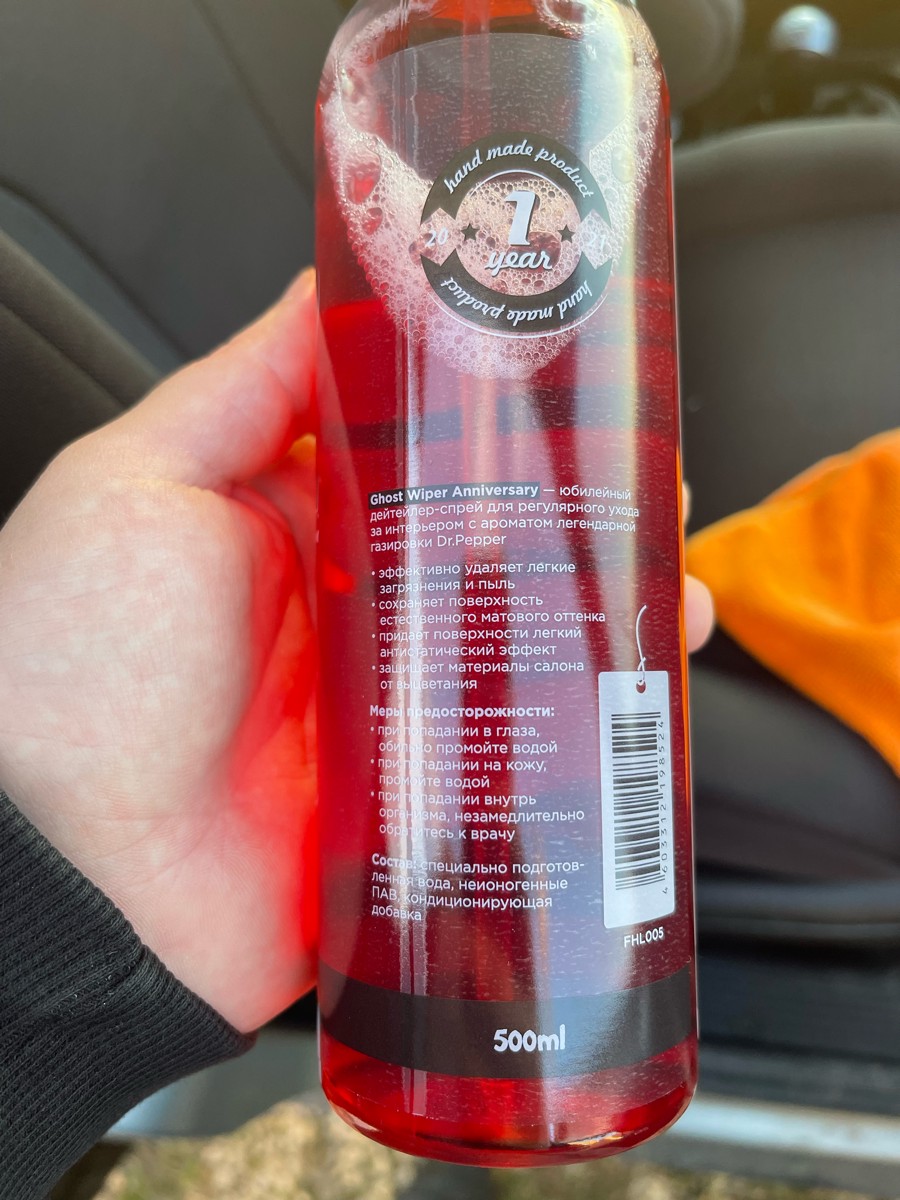 hand made product
20 21
1
year
hand made product
Ghost Wiper Anniversary — юбилейный
дейтейлер-спрей для регулярного ухода
за интерьером с ароматом легендарной
газировки Dr.Pepper
• эффективно удаляет легкие
загрязнения и пыль
• сохраняет поверхность
естественного матового оттенка
• придает поверхности легкий
антистатический эффект
• защищает материалы салона
от выцветания
Меры предосторожности:
• при попадании в глаза,
обильно промойте водой
• при попадании на кожу,
промойте водой
• при попадании внутрь
организма, незамедлительно
обратитесь к врачу
Состав: специально подготов-
ленная вода, неионогенные
ПАВ, кондиционирующая
добавка
4 603312 198524
FHL005
500ml